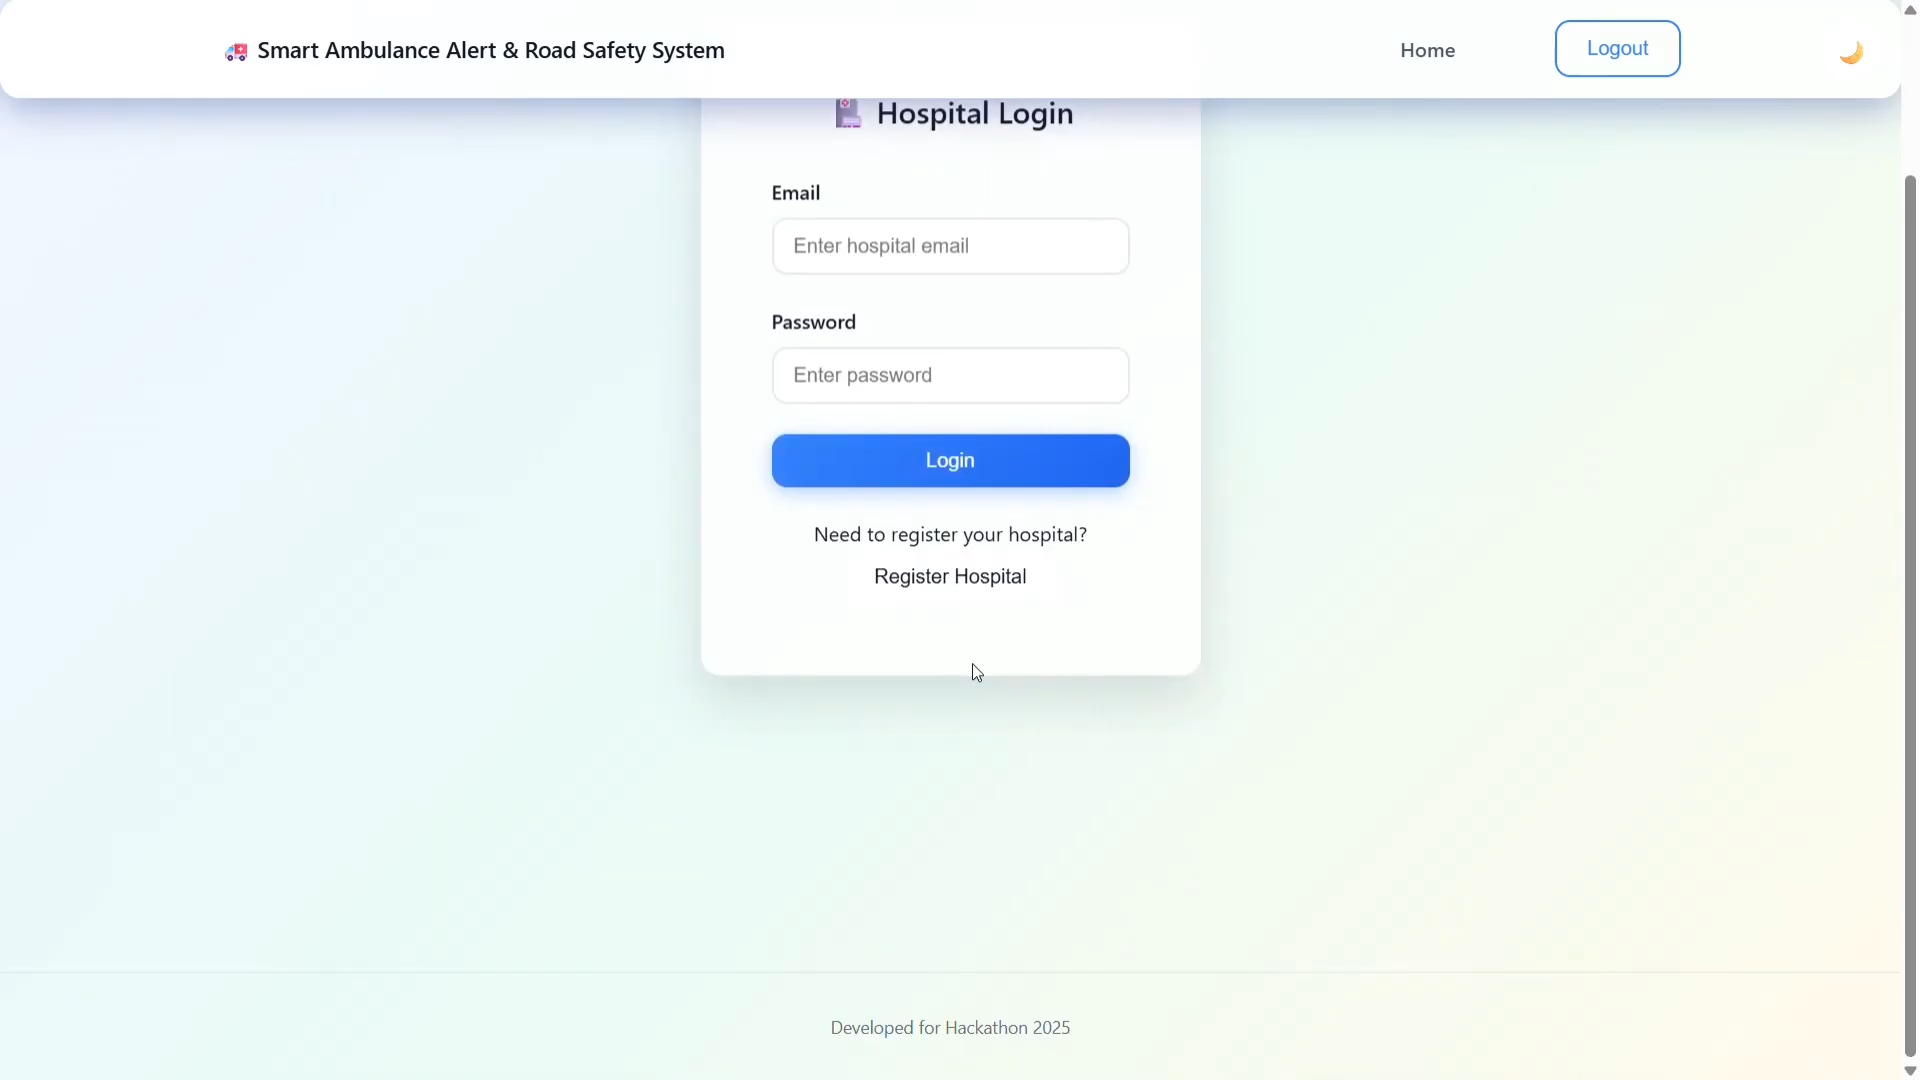 Smart Ambulance Alert & Road Safety System
Home
Logout
Hospital Login
Email
Enter hospital email
Password
Enter password
Login
Need to register your hospital?
Register Hospital
Developed for Hackathon 2025